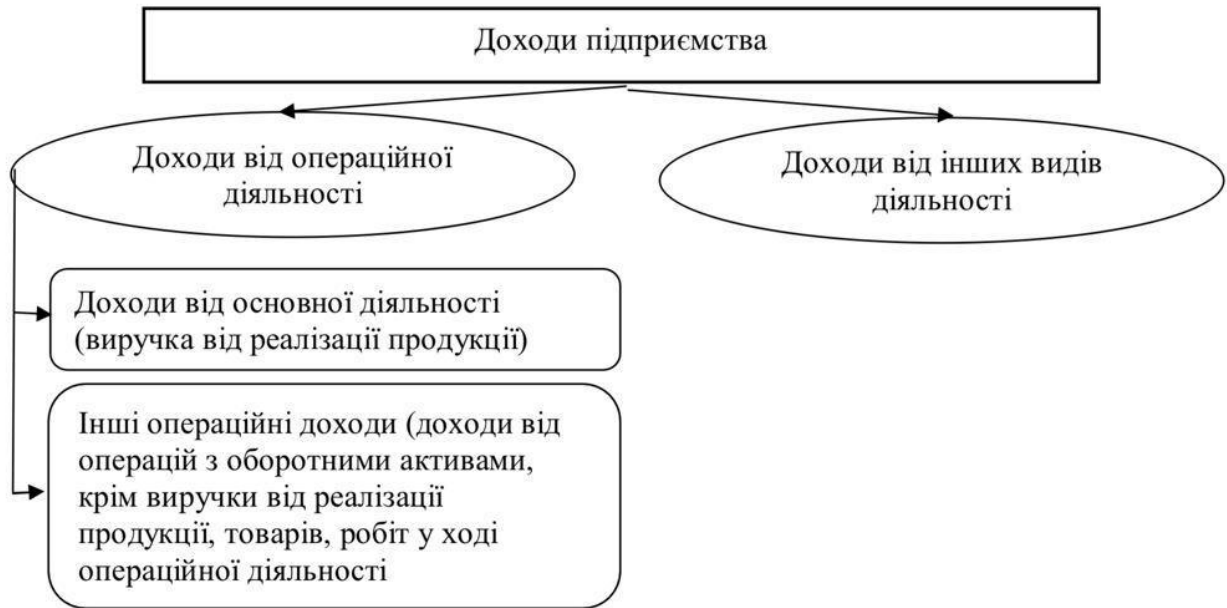 Доходи підприємства
Доходи від операційної
діяльності
Доходи від інших видів
діяльності
Доходи від основної діяльності
(виручка від реалізації продукції)
Інші операційні доходи (доходи від
операцій з оборотними активами,
крім виручки від реалізації
продукції, товарів, робіт у ході
операційної діяльності